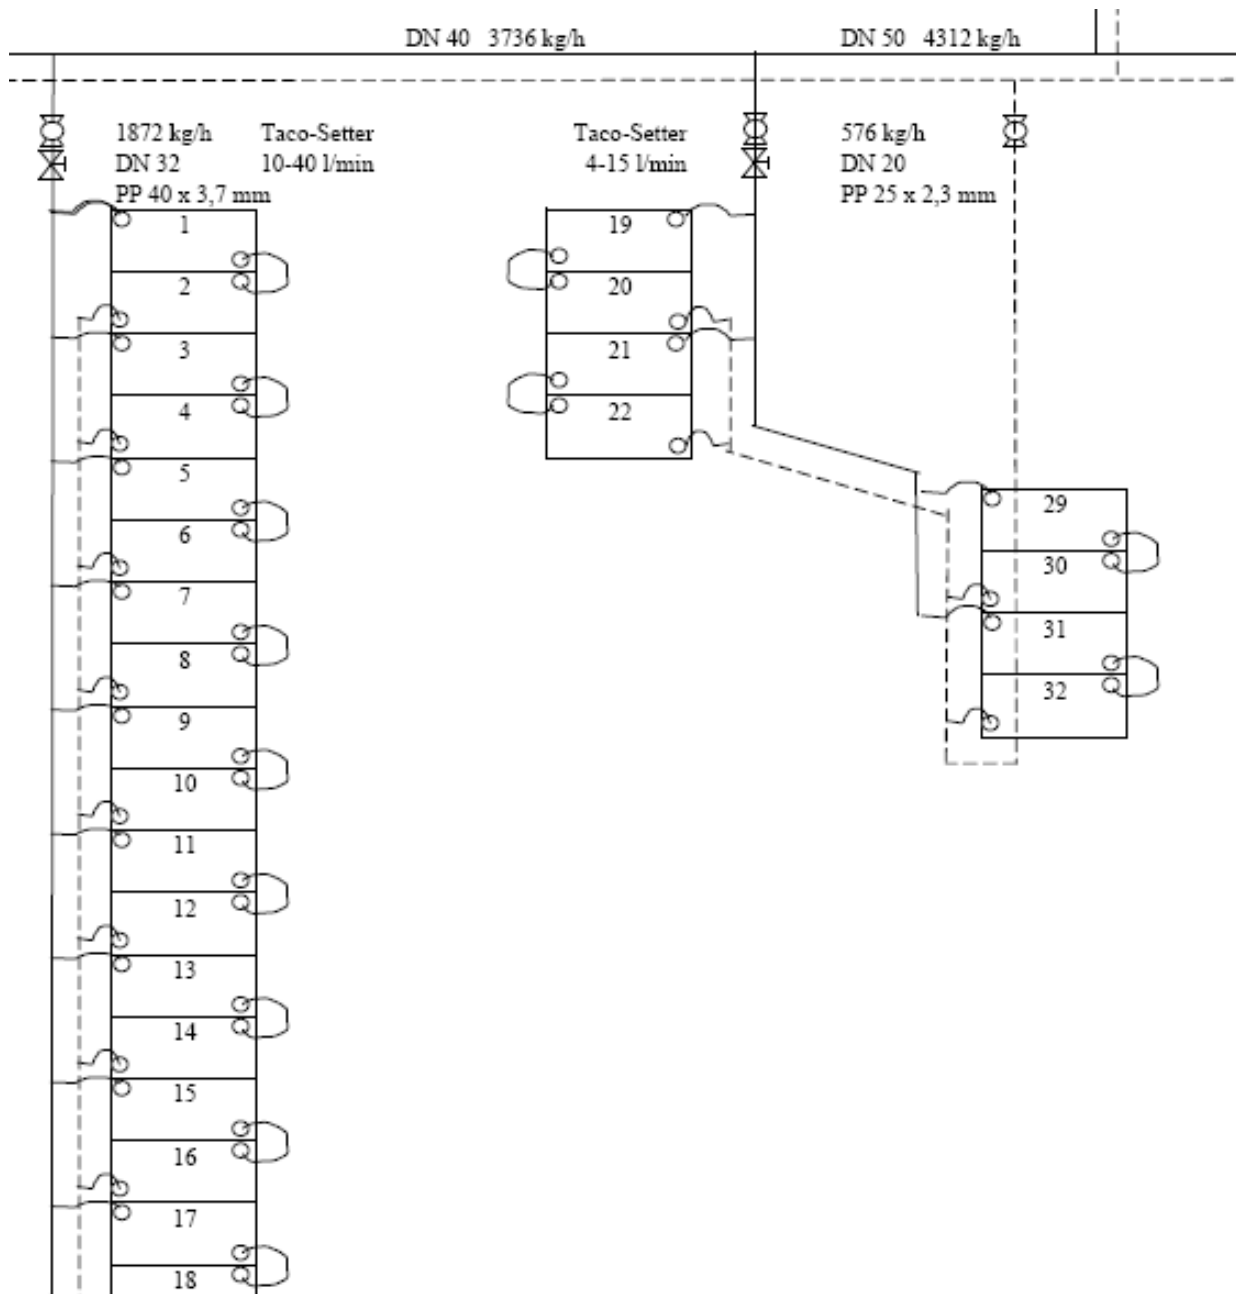 DN 40 3736 kg/h
DN 50 4312 kg/h
1872 kg/h
DN 32
PP 40 x 3,7 mm
Taco-Setter
10-40 l/min
Taco-Setter
4-15 l/min
576 kg/h
DN 20
PP 25 x 2,3 mm
1
2
3
4
5
6
7
8
9
10
11
12
13
14
15
16
17
18
19
20
21
22
29
30
31
32